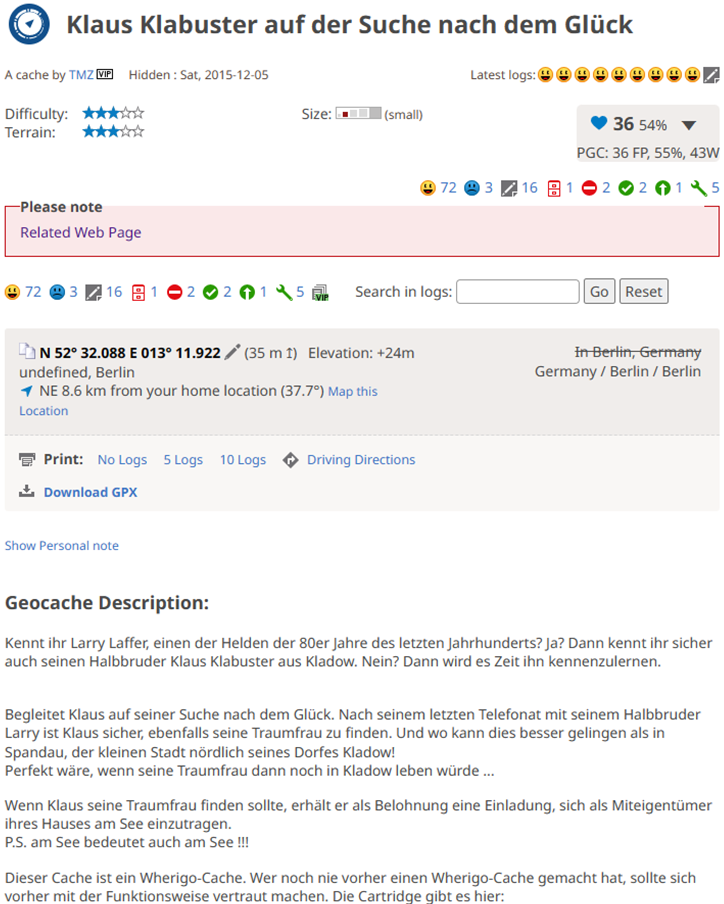 Klaus Klabuster auf der Suche nach dem Glück
A cache by TMZ VIP Hidden : Sat, 2015-12-05 Latest logs:
Difficulty: Size: (small) 36 54%
Terrain:
PGC: 36 FP, 55%, 43W
72 3 16 1 2 2 1 5
Please note
Related Web Page
72 3 16 1 2 2 1 5 VIP Search in logs: Go Reset
N 52° 32.088 E 013° 11.922 (35 m ↕) Elevation: +24m In Berlin, Germany
undefined, Berlin Germany / Berlin / Berlin
NE 8.6 km from your home location (37.7°) Map this
Location
Print: No Logs 5 Logs 10 Logs Driving Directions
Download GPX
Show Personal note
Geocache Description:
Kennt ihr Larry Laffer, einen der Helden der 80er Jahre des letzten Jahrhunderts? Ja? Dann kennt ihr sicher
auch seinen Halbbruder Klaus Klabuster aus Kladow. Nein? Dann wird es Zeit ihn kennenzulernen.
Begleitet Klaus auf seiner Suche nach dem Glück. Nach seinem letzten Telefonat mit seinem Halbbruder
Larry ist Klaus sicher, ebenfalls seine Traumfrau zu finden. Und wo kann dies besser gelingen als in
Spandau, der kleinen Stadt nördlich seines Dorfes Kladow!
Perfekt wäre, wenn seine Traumfrau dann noch in Kladow leben würde ...
Wenn Klaus seine Traumfrau finden sollte, erhält er als Belohnung eine Einladung, sich als Miteigentümer
ihres Hauses am See einzutragen.
P.S. am See bedeutet auch am See !!!
Dieser Cache ist ein Wherigo-Cache. Wer noch nie vorher einen Wherigo-Cache gemacht hat, sollte sich
vorher mit der Funktionsweise vertraut machen. Die Cartridge gibt es hier: